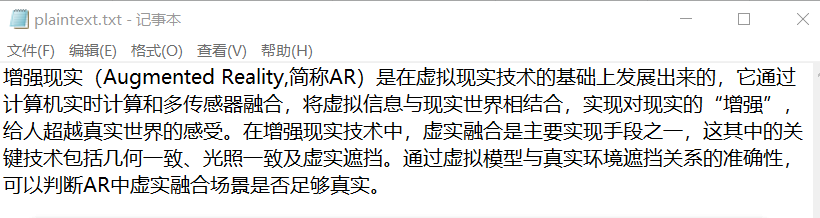 plaintext.txt - 记事本
文件(F) 编辑(E) 格式(O) 查看(V) 帮助(H)
增强现实（Augmented Reality,简称AR）是在虚拟现实技术的基础上发展出来的，它通过
计算机实时计算和多传感器融合，将虚拟信息与现实世界相结合，实现对现实的“增强”，
给人超越真实世界的感受。在增强现实技术中，虚实融合是主要实现手段之一，这其中的关
键技术包括几何一致、光照一致及虚实遮挡。通过虚拟模型与真实环境遮挡关系的准确性，
可以判断AR中虚实融合场景是否足够真实。